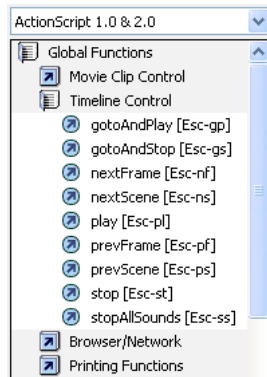 ActionScript 1.0 & 2.0
Global Functions
Movie Clip Control
Timeline Control
gotoAndPlay [Esc-gp]
gotoAndStop [Esc-gs]
nextFrame [Esc-nf]
nextScene [Esc-ns]
play [Esc-pl]
prevFrame [Esc-pf]
prevScene [Esc-ps]
stop [Esc-st]
stopAllSounds [Esc-ss]
Browser/Network
Printing Functions